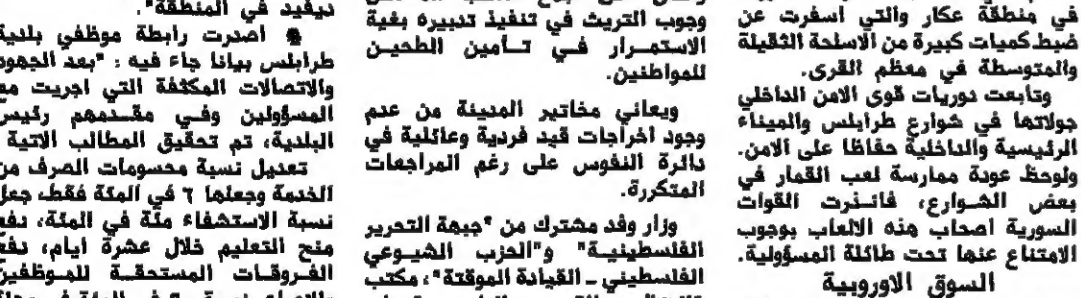 في منطقة عكار والتي اسفرت عن
ضبط كميات كبيرة من الاسلحة الثقيلة
والمتوسطة في معظم القرى.
وتابعت دوريات قوى الامن الداخلي
جولاتها في شوارع طرابلس والميناء
الرئيسية والداخلية حفاظا على الامن.
ولوحظ عودة ممارسة لعب القمار في
بعض الشوارع، فانذرت القوات
السورية اصحاب هذه الالعاب بوجوب
الامتناع عنها تحت طائلة المسؤولية.
السوق الاوروبية
وجوب التريث في تنفيذ تدبيره بغية
الاستمرار في تأمين الطحين
للمواطنين.
ويعاني مخاتير المدينة من عدم
وجود اخراجات قيد فردية وعائلية في
دائرة النفوس على رغم المراجعات
المتكررة.
وزار وفد مشترك من "جبهة التحرير
الفلسطينية" و"الحزب الشيوعي
الفلسطيني ـ القيادة الموقتة"، مكتب
ديفيد في المنطقة".
● اصدرت رابطة موظفي بلدية
طرابلس بيانا جاء فيه : "بعد الجهود
والاتصالات المكثفة التي اجريت مع
المسؤولين وفي مقدمهم رئيس
البلدية، تم تحقيق المطالب الاتية
تعديل نسبة محسومات الصرف من
الخدمة وجعلها ٦ في المئة فقط، جعل
نسبة الاستشفاء مئة في المئة، دفع
منح التعليم خلال عشرة ايام، دفع
الفروقات المستحقة للموظفين